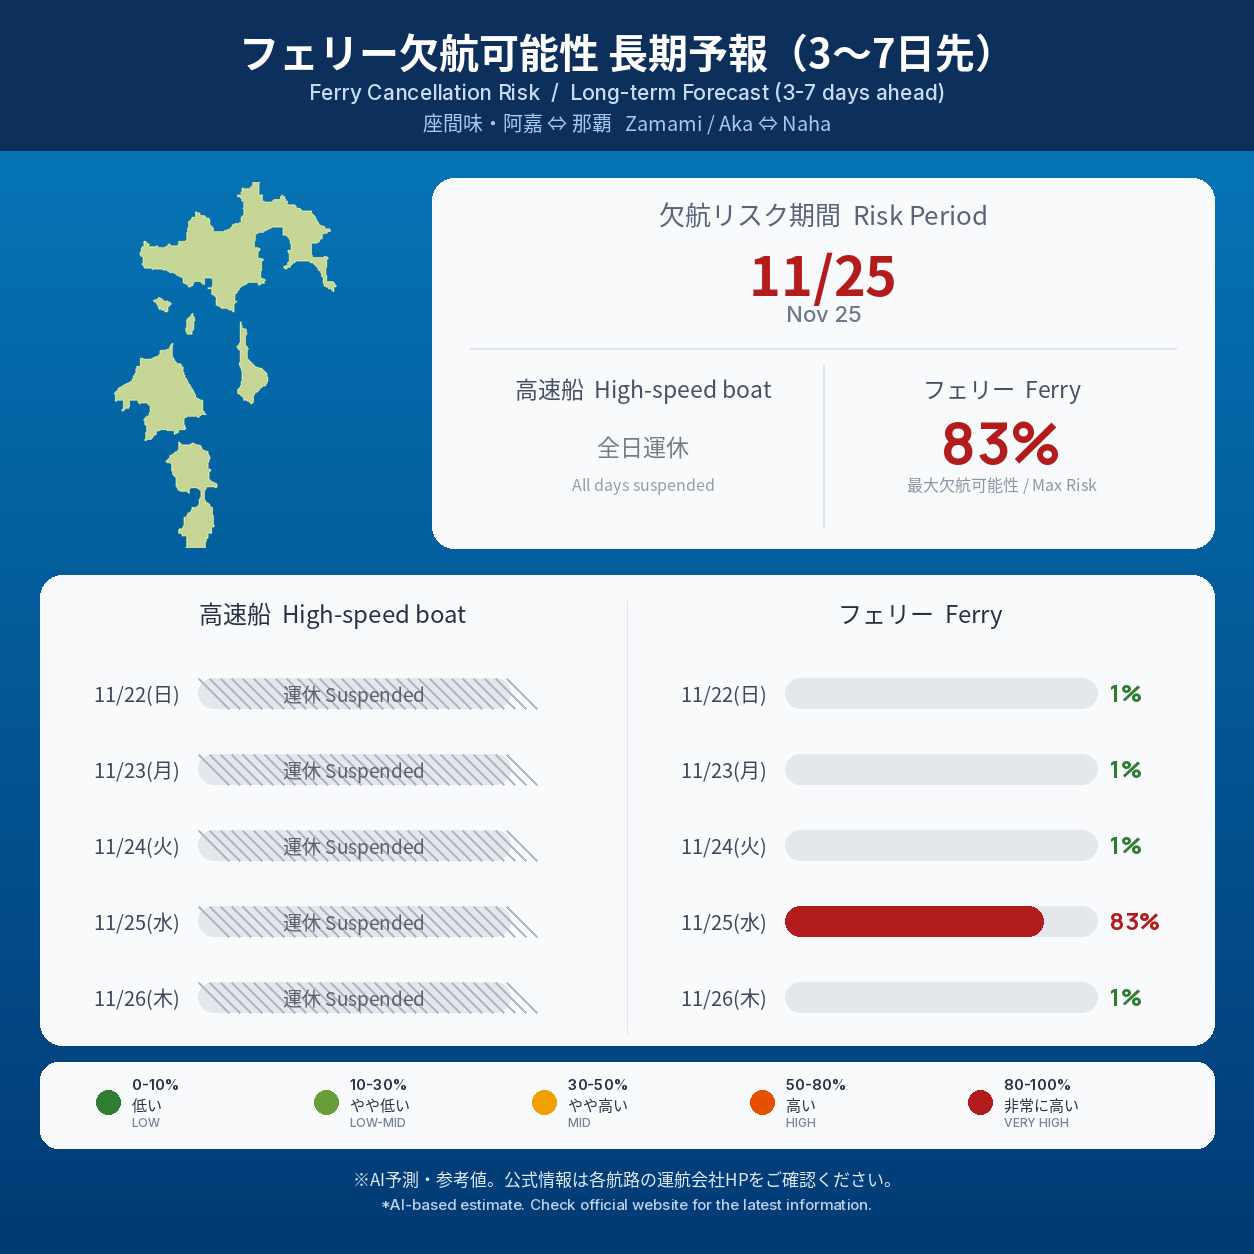 フェリー欠航可能性 長期予報（3〜7日先）
Ferry Cancellation Risk / Long-term Forecast (3-7 days ahead)
座間味・阿嘉 ⇔ 那覇 Zamami / Aka ⇔ Naha
欠航リスク期間 Risk Period
11/25
Nov 25
高速船 High-speed boat
全日運休
All days suspended
フェリー Ferry
83%
最大欠航可能性 / Max Risk
高速船 High-speed boat
11/22(日) 運休 Suspended
11/23(月) 運休 Suspended
11/24(火) 運休 Suspended
11/25(水) 運休 Suspended
11/26(木) 運休 Suspended
フェリー Ferry
11/22(日) 1%
11/23(月) 1%
11/24(火) 1%
11/25(水) 83%
11/26(木) 1%
0-10%
低い
LOW
10-30%
やや低い
LOW-MID
30-50%
やや高い
MID
50-80%
高い
HIGH
80-100%
非常に高い
VERY HIGH
※AI予測・参考値。公式情報は各航路の運航会社HPをご確認ください。
*AI-based estimate. Check official website for the latest information.